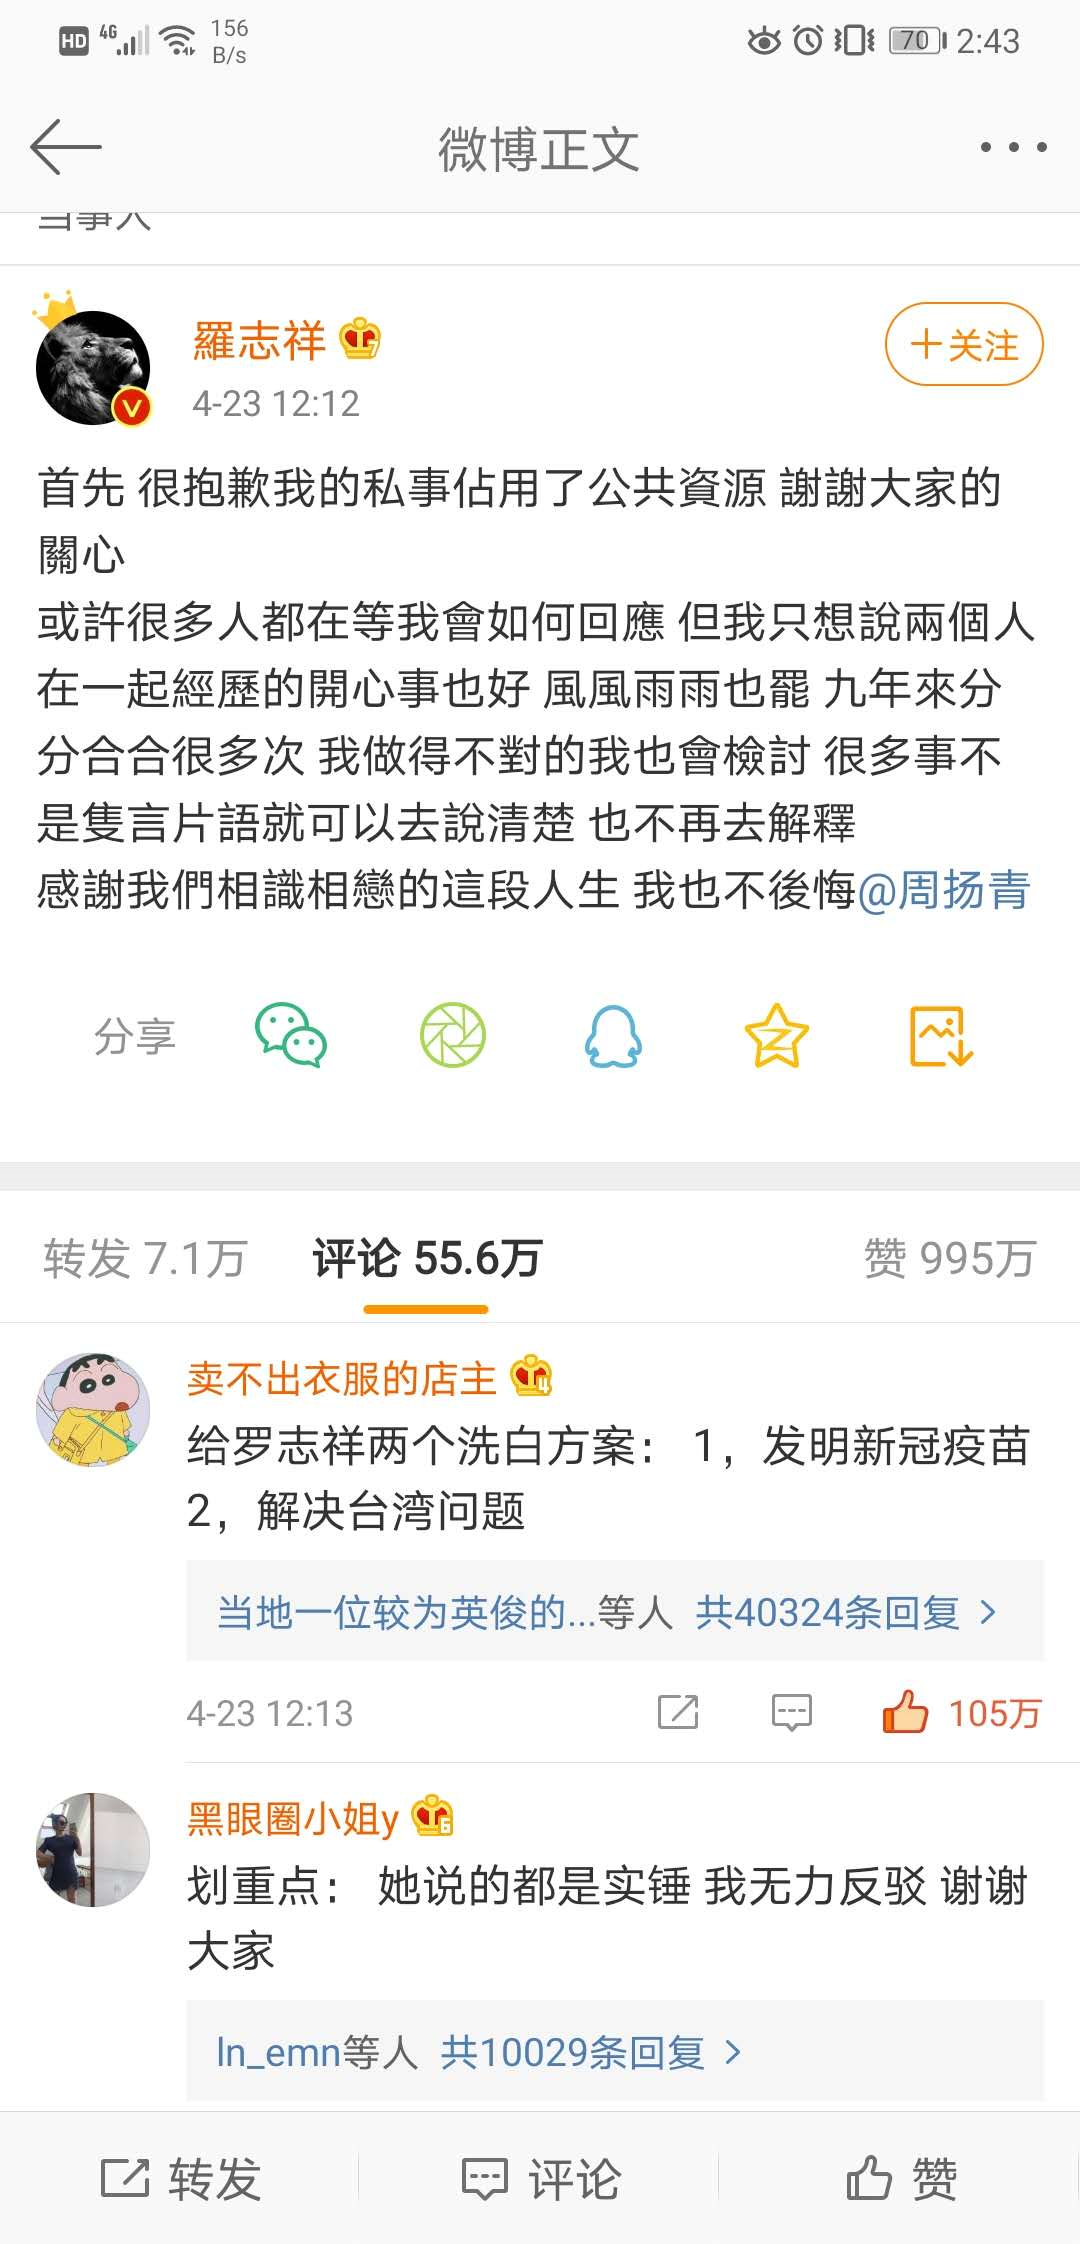 HD 4G 156 B/s 70 2:43
微博正文
当事人
羅志祥
+关注
4-23 12:12
首先 很抱歉我的私事佔用了公共資源 謝謝大家的
關心
或許很多人都在等我會如何回應 但我只想說兩個人
在一起經歷的開心事也好 風風雨雨也罷 九年來分
分合合很多次 我做得不對的我也會檢討 很多事不
是隻言片語就可以去說清楚 也不再去解釋
感謝我們相識相戀的這段人生 我也不後悔@周扬青
分享
转发 7.1万 评论 55.6万 赞 995万
卖不出衣服的店主
给罗志祥两个洗白方案： 1，发明新冠疫苗
2，解决台湾问题
当地一位较为英俊的...等人 共40324条回复 >
4-23 12:13 105万
黑眼圈小姐y
划重点： 她说的都是实锤 我无力反驳 谢谢
大家
ln_emn等人 共10029条回复 >
转发 评论 赞